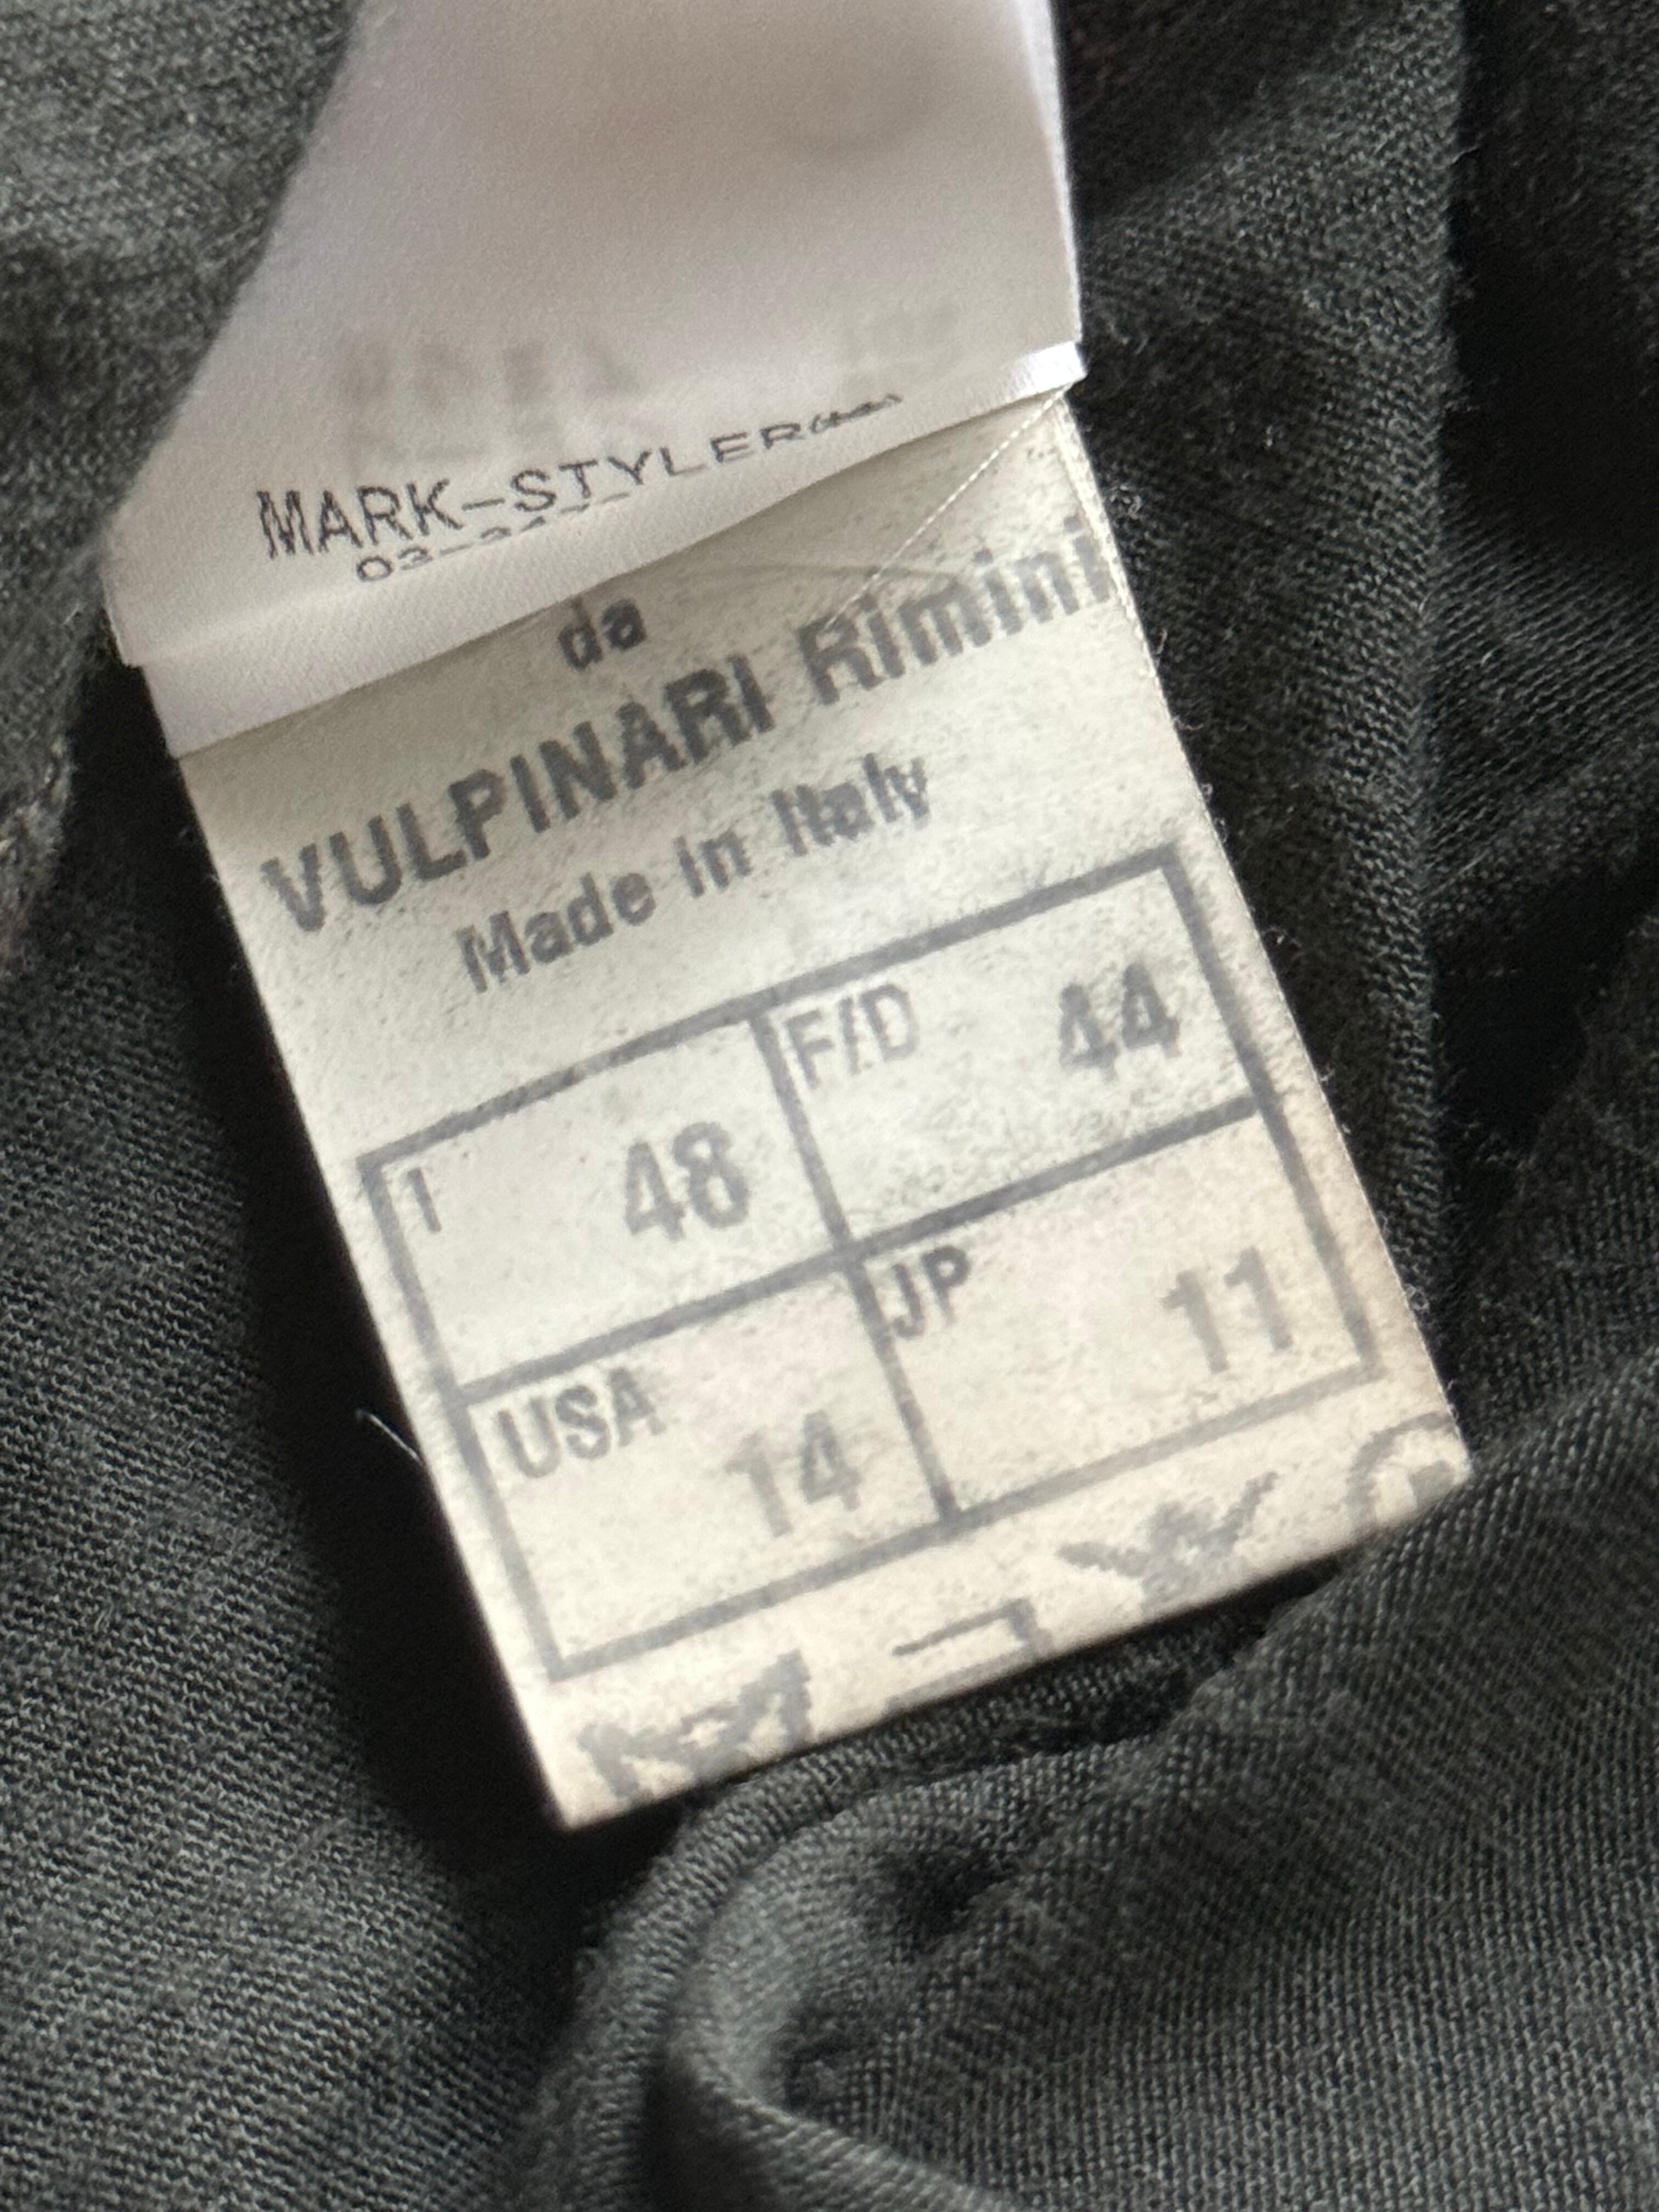 MARK-STYLER
da
VULPINARI Rimini
Made in Italy
I 48 F/D 44
USA 14 JP 11